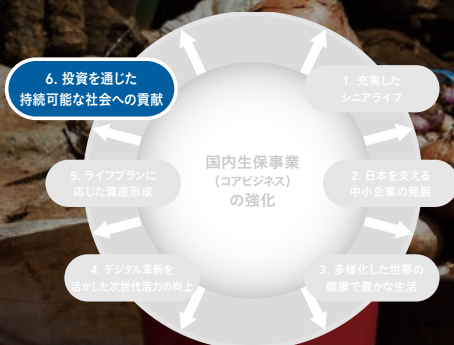 6. 投資を通じた
持続可能な社会への貢献
1. 充実した
シニアライフ
国内生保事業
(コアビジネス)
の強化
5. ライフプランに
応じた資産形成
2. 日本を支える
中小企業の発展
4. デジタル革新を
活かした次世代活力の向上
3. 多様化した世帯の
健康で豊かな生活